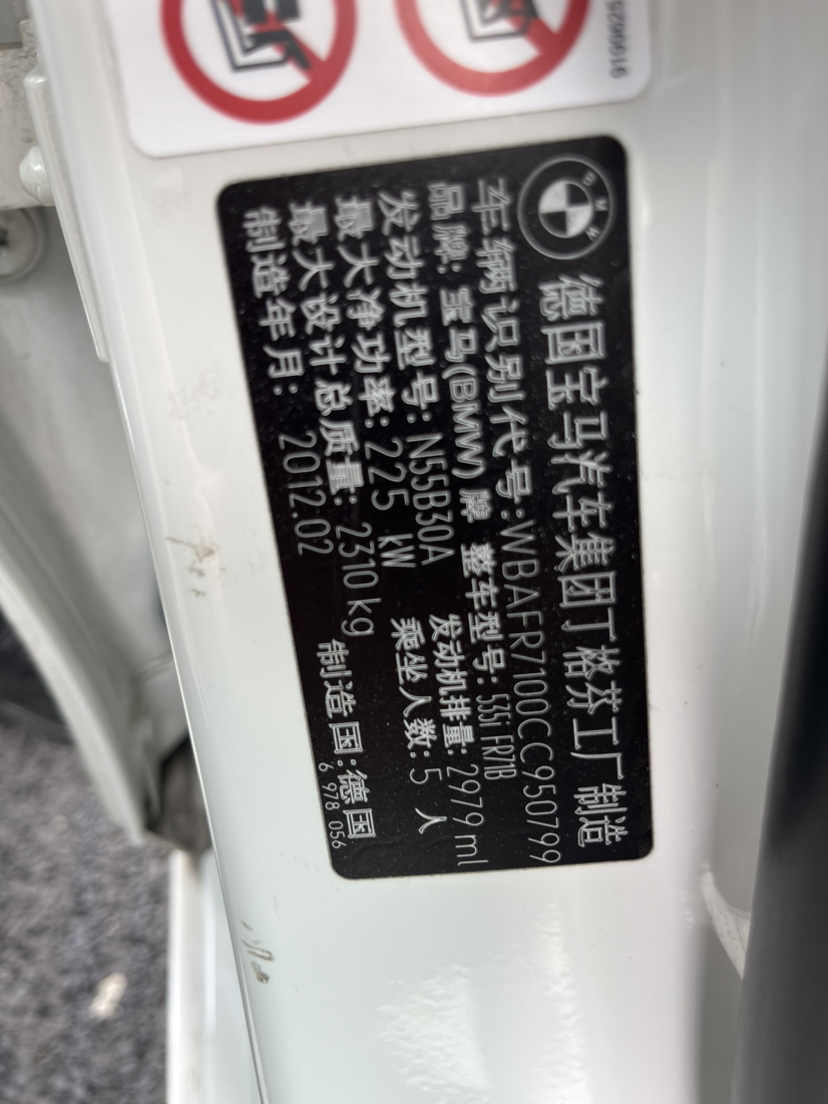 BMW
德国宝马汽车集团丁格芬工厂制造
车辆识别代号:WBAFR7100CC950799
品牌: 宝马(BMW)牌 整车型号: 535i FR71B
发动机型号: N55B30A 发动机排量: 2979 ml
最大净功率: 225 kW 乘坐人数: 5 人
最大设计总质量: 2310 kg
制造年月: 2012.02 制造国: 德国
6 978 056